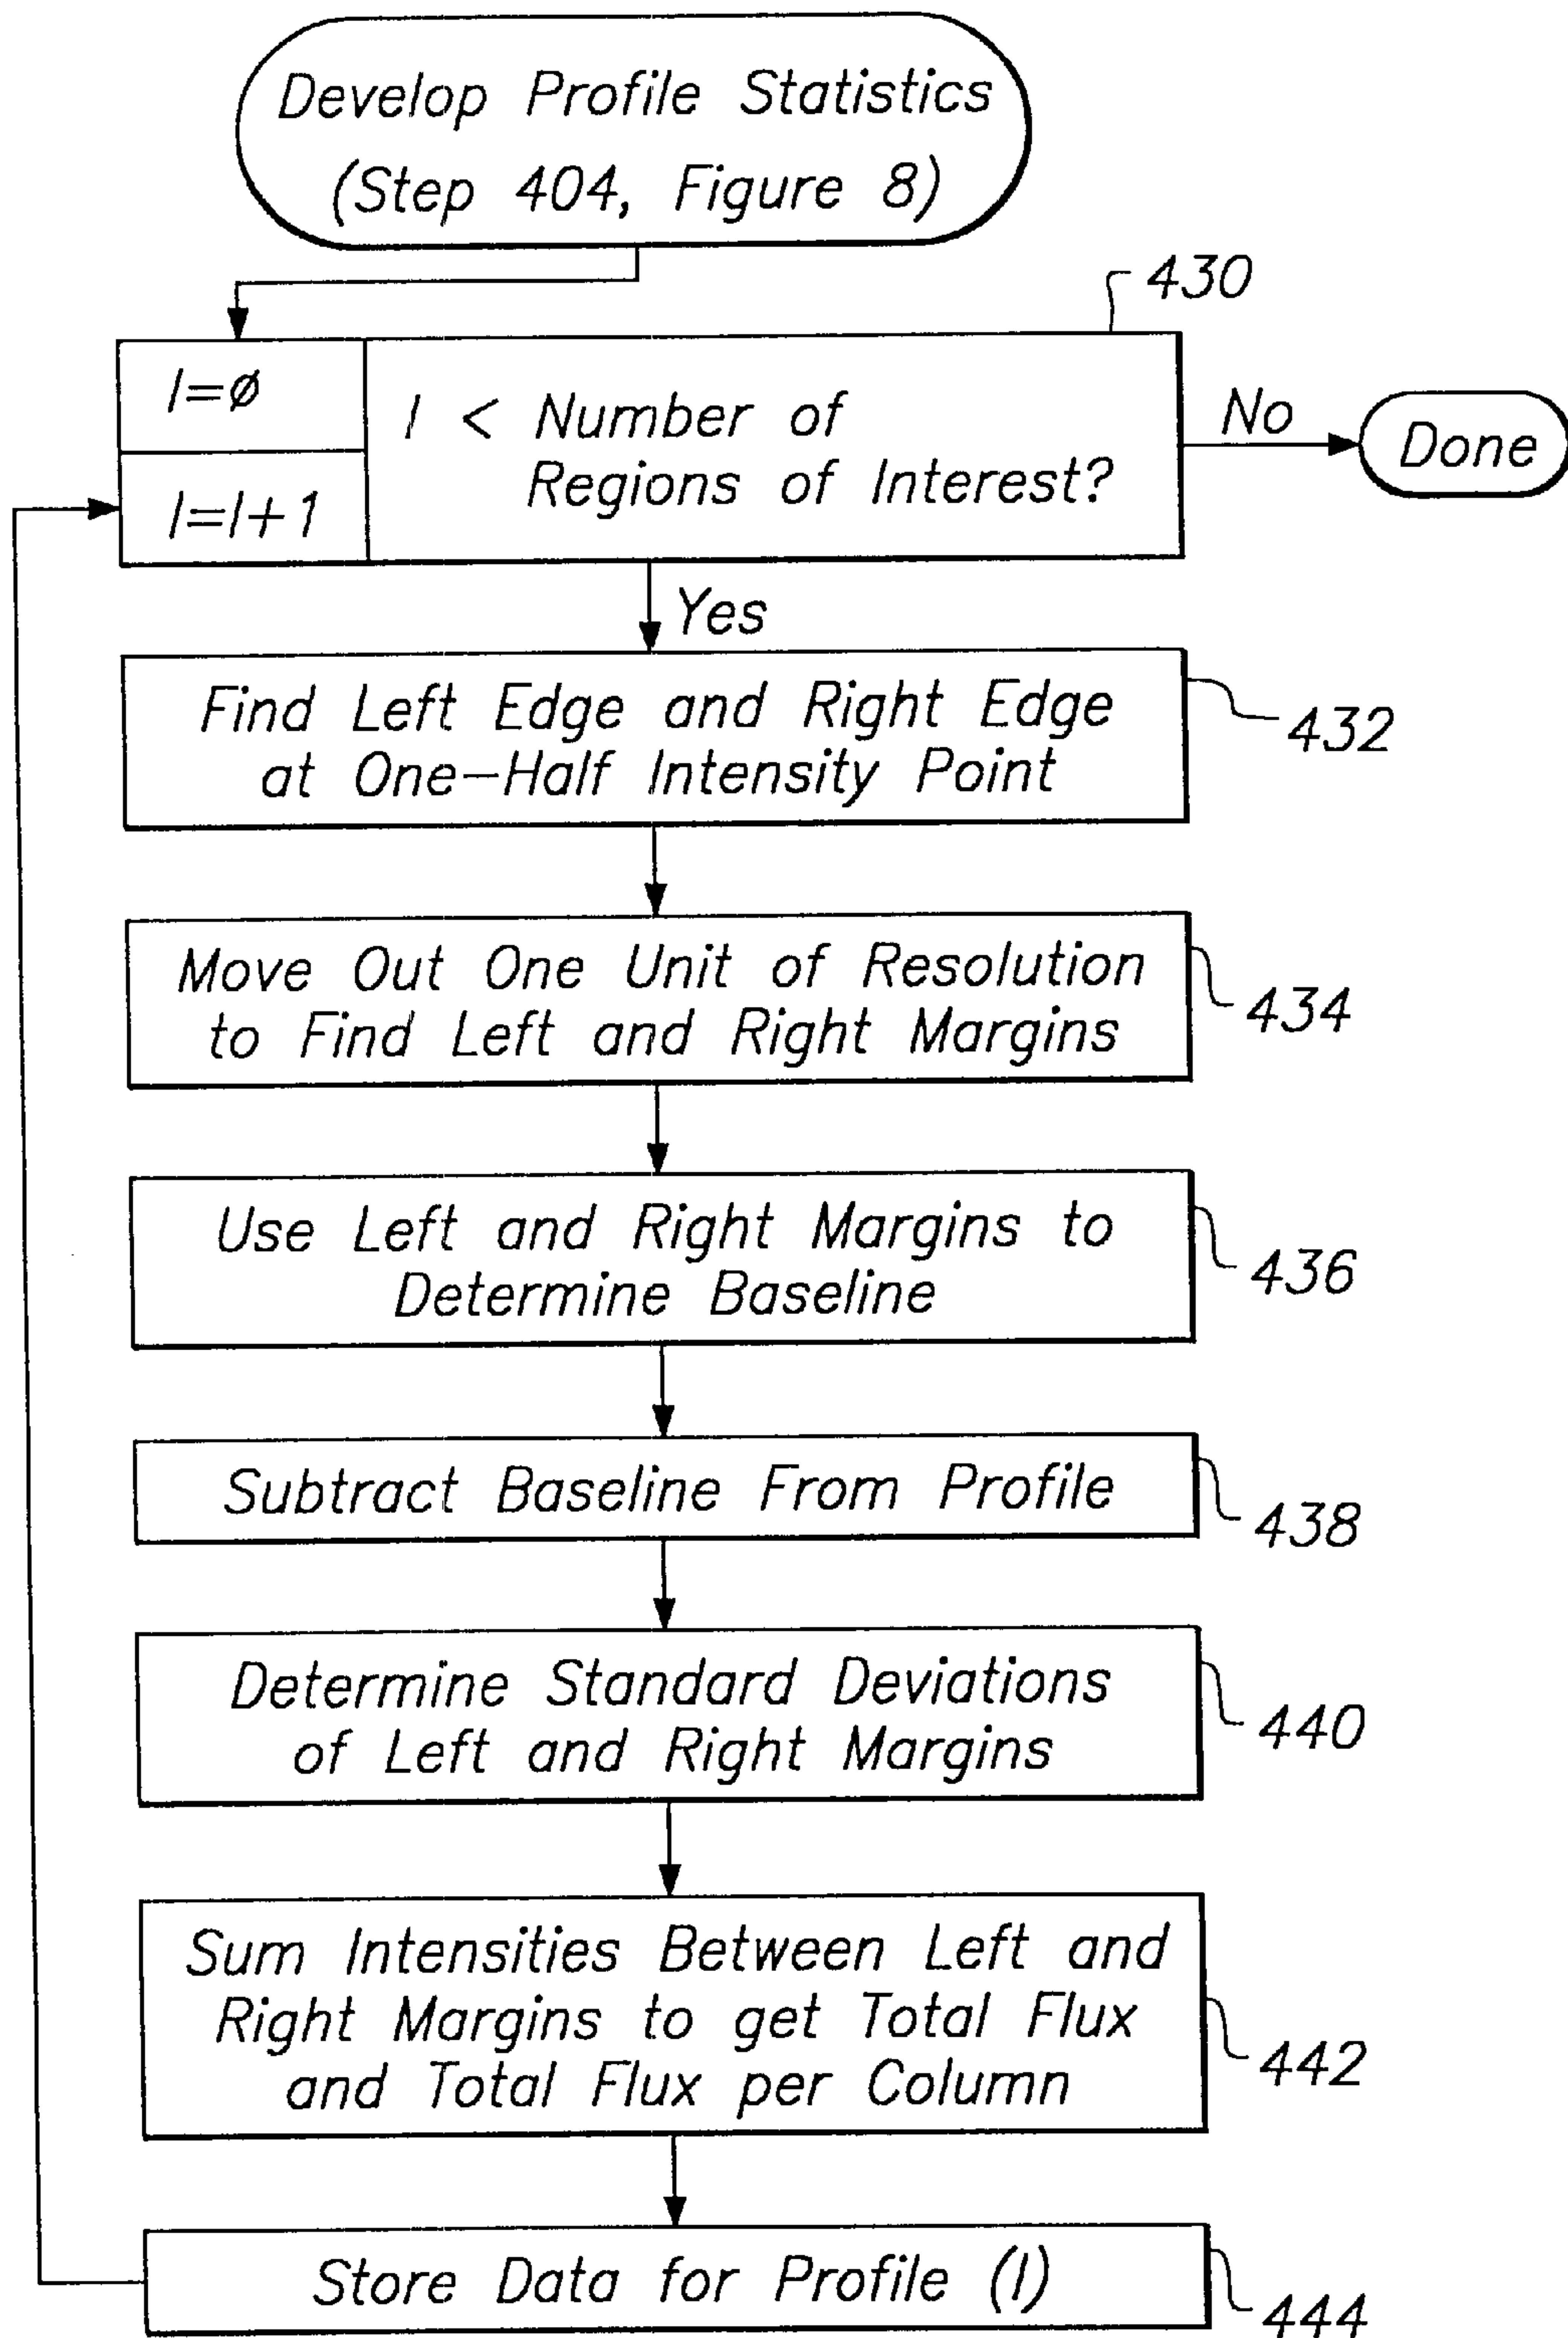 Develop Profile Statistics
(Step 404, Figure 8)
430
I=ø
I < Number of
Regions of Interest?
No
Done
I=I+1
Yes
Find Left Edge and Right Edge
at One-Half Intensity Point
432
Move Out One Unit of Resolution
to Find Left and Right Margins
434
Use Left and Right Margins to
Determine Baseline
436
Subtract Baseline From Profile
438
Determine Standard Deviations
of Left and Right Margins
440
Sum Intensities Between Left and
Right Margins to get Total Flux
and Total Flux per Column
442
Store Data for Profile (I)
444